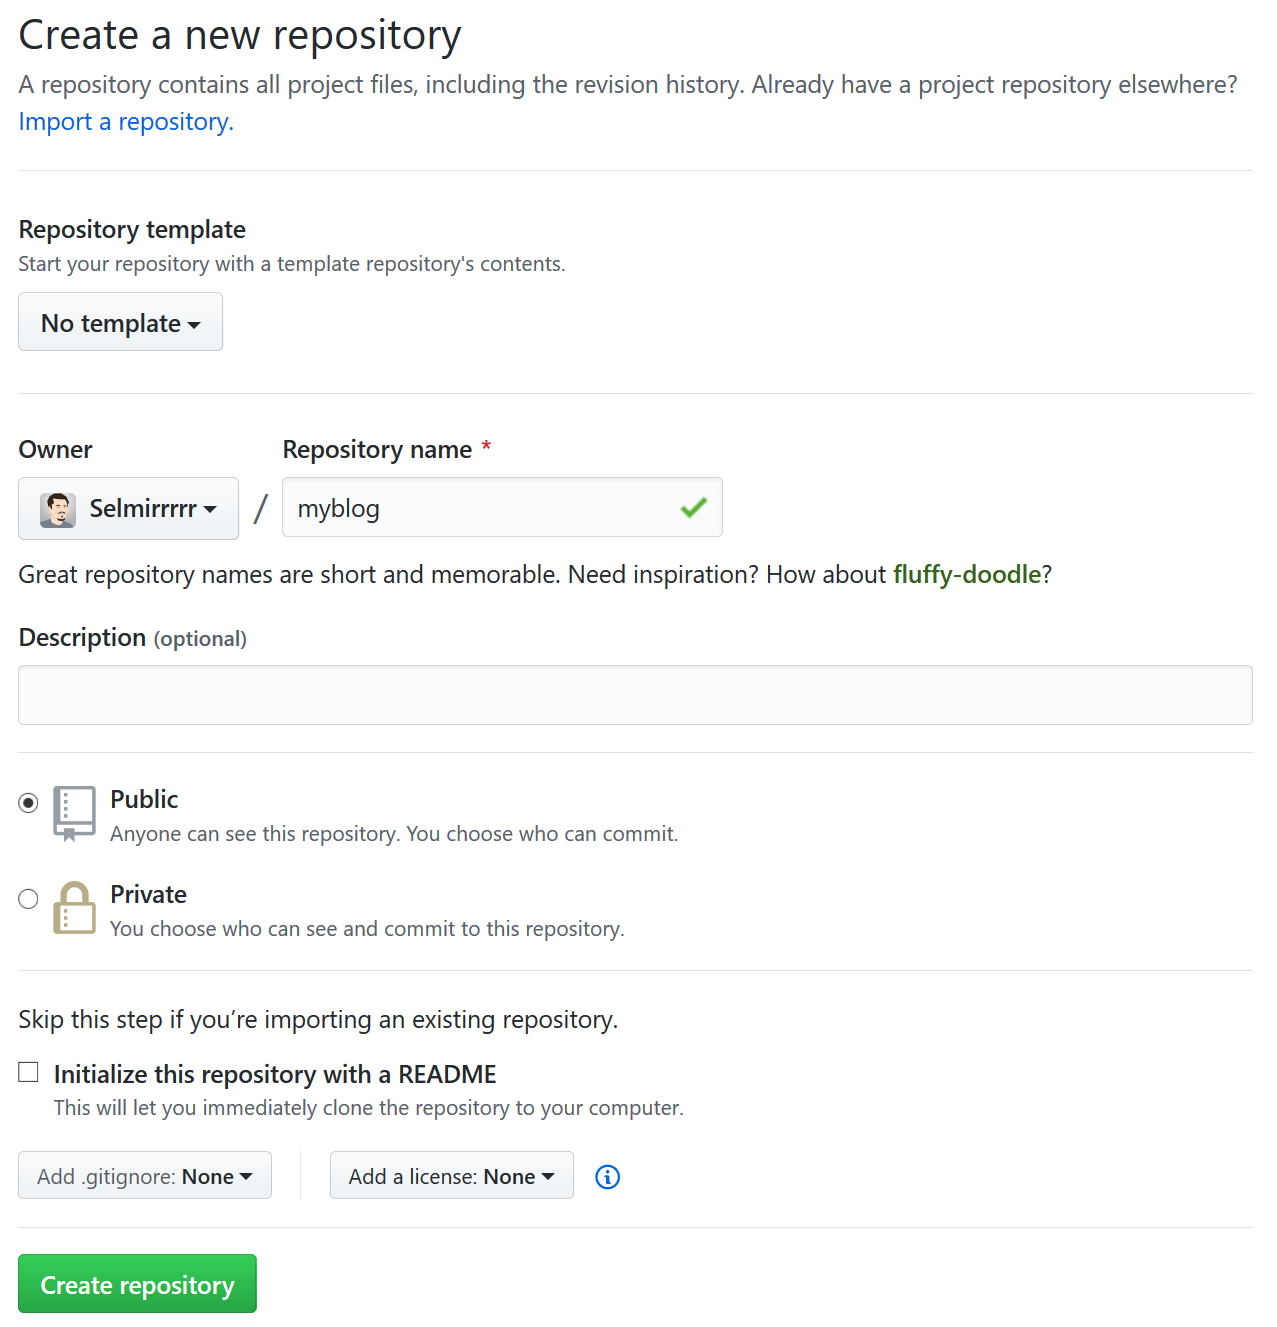 Create a new repository
A repository contains all project files, including the revision history. Already have a project repository elsewhere?
Import a repository.
Repository template
Start your repository with a template repository's contents.
No template
Owner
Repository name *
Selmirrrrr
/
myblog
Great repository names are short and memorable. Need inspiration? How about fluffy-doodle?
Description (optional)
Public
Anyone can see this repository. You choose who can commit.
Private
You choose who can see and commit to this repository.
Skip this step if you’re importing an existing repository.
Initialize this repository with a README
This will let you immediately clone the repository to your computer.
Add .gitignore: None
Add a license: None
Create repository